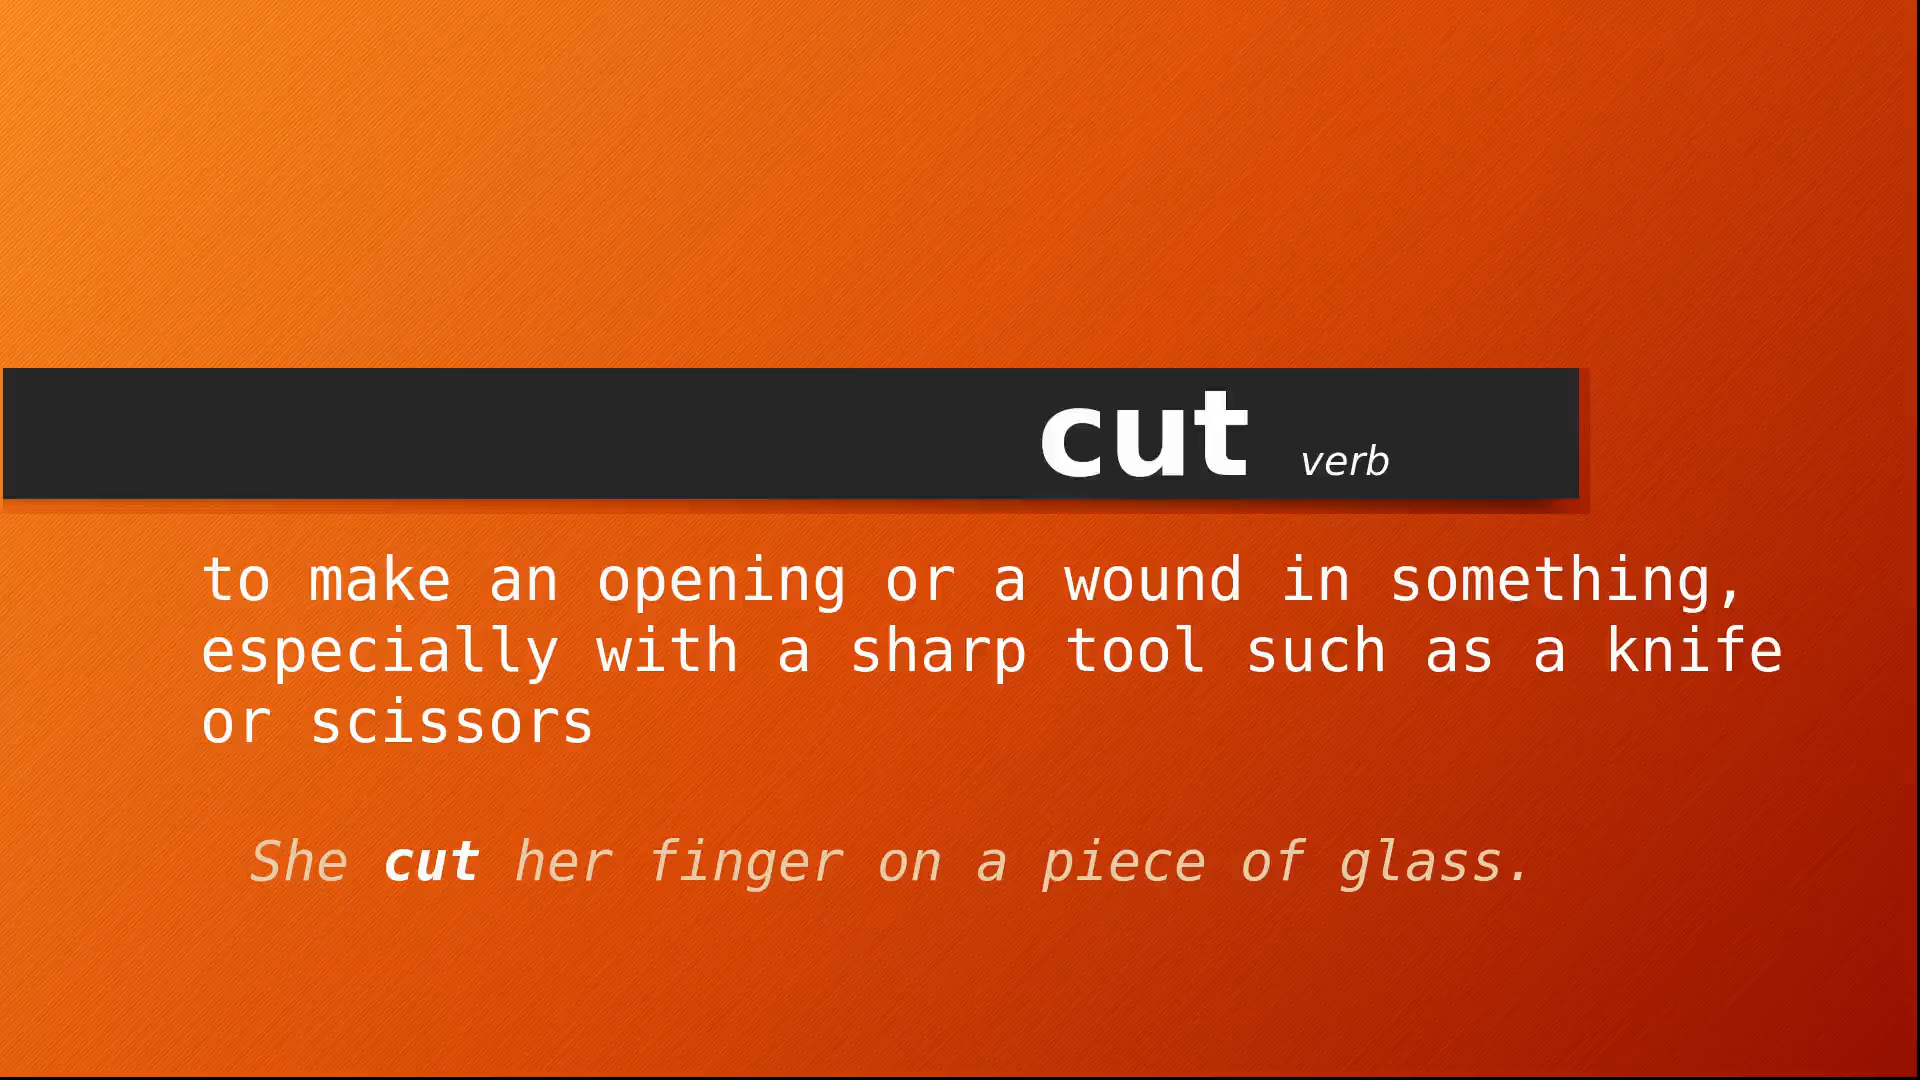 cut verb
to make an opening or a wound in something,
especially with a sharp tool such as a knife
or scissors
She cut her finger on a piece of glass.